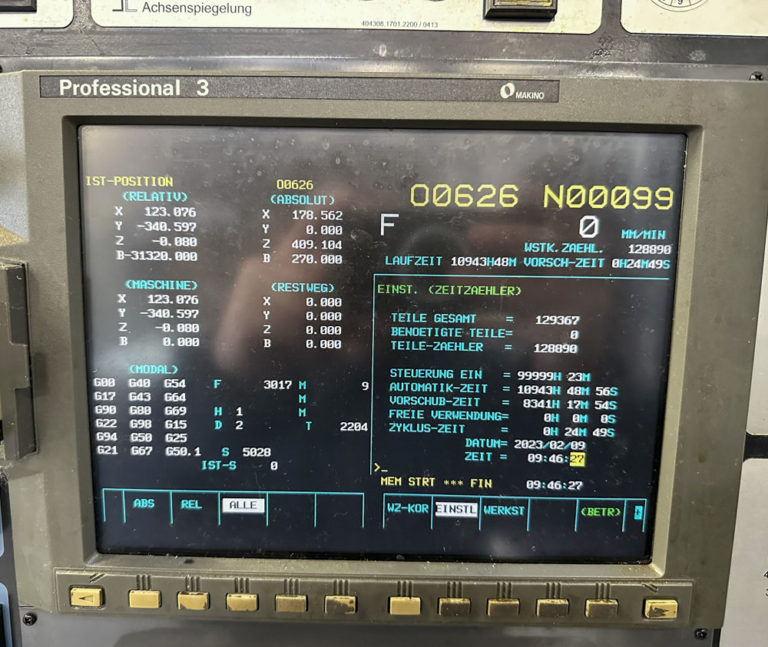 Achsenspiegelung
404308.1701.2200 / 0413
9
Professional 3
MAKINO
IST-POSITION
O0626
(RELATIV)
X 123.076
Y -340.597
Z -0.080
B-31320.000
(ABSOLUT)
X 178.562
Y 0.000
Z 409.104
B 270.000
(MASCHINE)
X 123.076
Y -340.597
Z -0.080
B 0.000
(RESTWEG)
X 0.000
Y 0.000
Z 0.000
B 0.000
(MODAL)
G00 G40 G54 F 3017 M 9
G17 G43 G64 M
G90 G80 G69 H 1 M
G22 G98 G15 D 2 T 2204
G94 G50 G25
G21 G67 G50.1 S 5028
IST-S 0
ABS REL ALLE
O0626 N00099
F 0 MM/MIN
WSTK.ZAEHL. 128890
LAUFZEIT 10943H48M VORSCH-ZEIT 0H24M49S
EINST. (ZEITZAEHLER)
TEILE GESAMT = 129367
BENOETIGTE TEILE= 0
TEILE-ZAEHLER = 128890
STEUERUNG EIN = 99999H 23M
AUTOMATIK-ZEIT = 10943H 48M 56S
VORSCHUB-ZEIT = 8341H 17M 54S
FREIE VERWENDUNG= 0H 0M 0S
ZYKLUS-ZEIT = 0H 24M 49S
DATUM= 2023/02/09
ZEIT = 09:46:27
>_
MEM STRT *** FIN 09:46:27
WZ-KOR EINSTL WERKST (BETR)